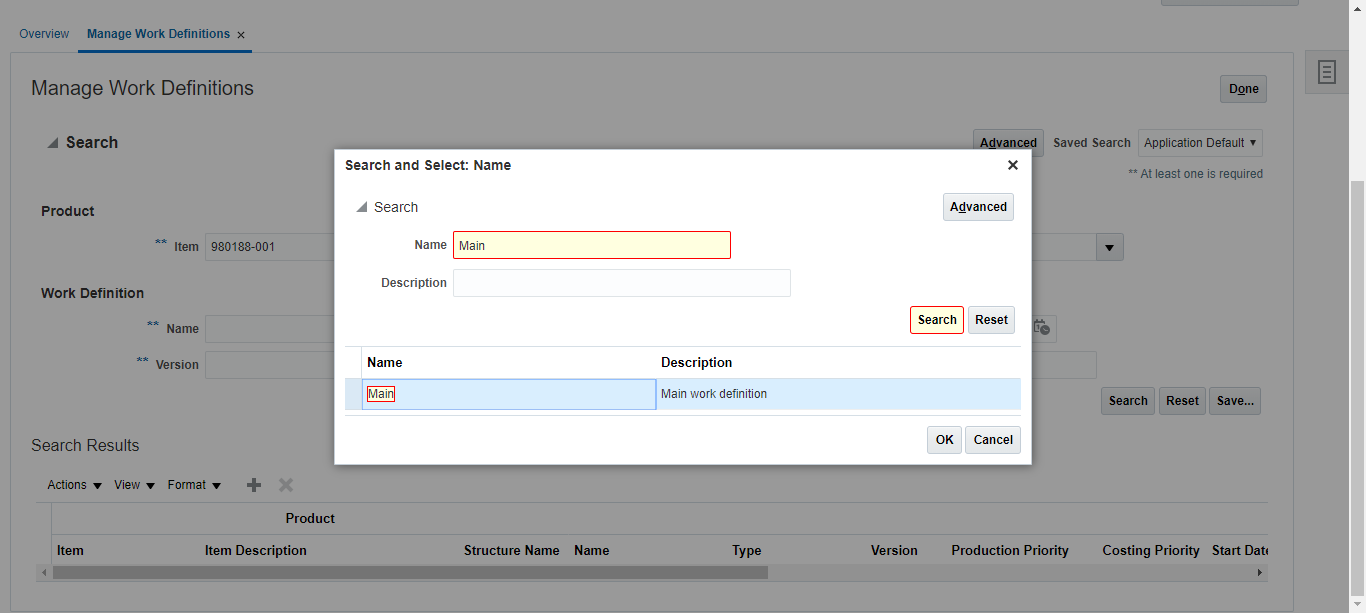 Overview Manage Work Definitions ×
Manage Work Definitions
Done
Search
Advanced Saved Search Application Default
** At least one is required
Product
** Item 980188-001
Work Definition
** Name
** Version
Search Reset Save...
Search and Select: Name
Search
Advanced
Name Main
Description
Search Reset
Name Description
Main Main work definition
OK Cancel
Search Results
Actions View Format
Product
Item Item Description Structure Name Name Type Version Production Priority Costing Priority Start Date